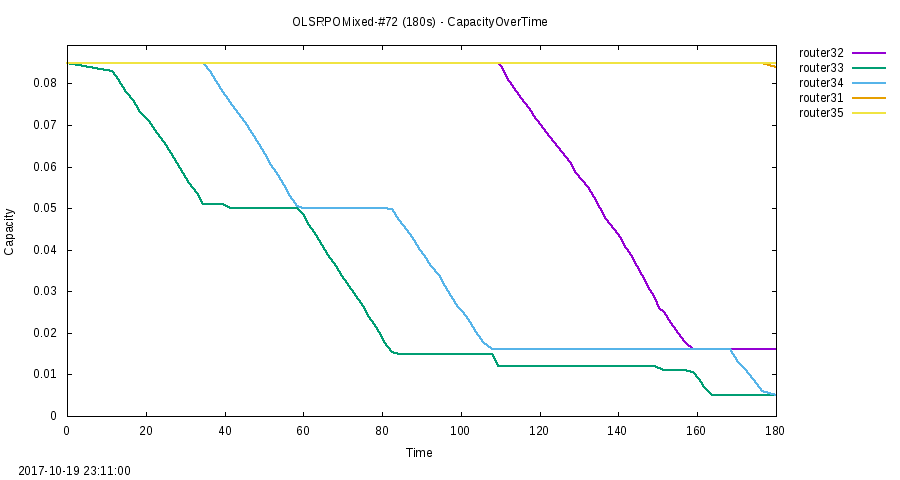 OLSRPOMixed-#72 (180s) - CapacityOverTime
router32
router33
router34
router31
router35
0.08
0.07
0.06
0.05
0.04
0.03
0.02
0.01
0
Capacity
0 20 40 60 80 100 120 140 160 180
Time
2017-10-19 23:11:00